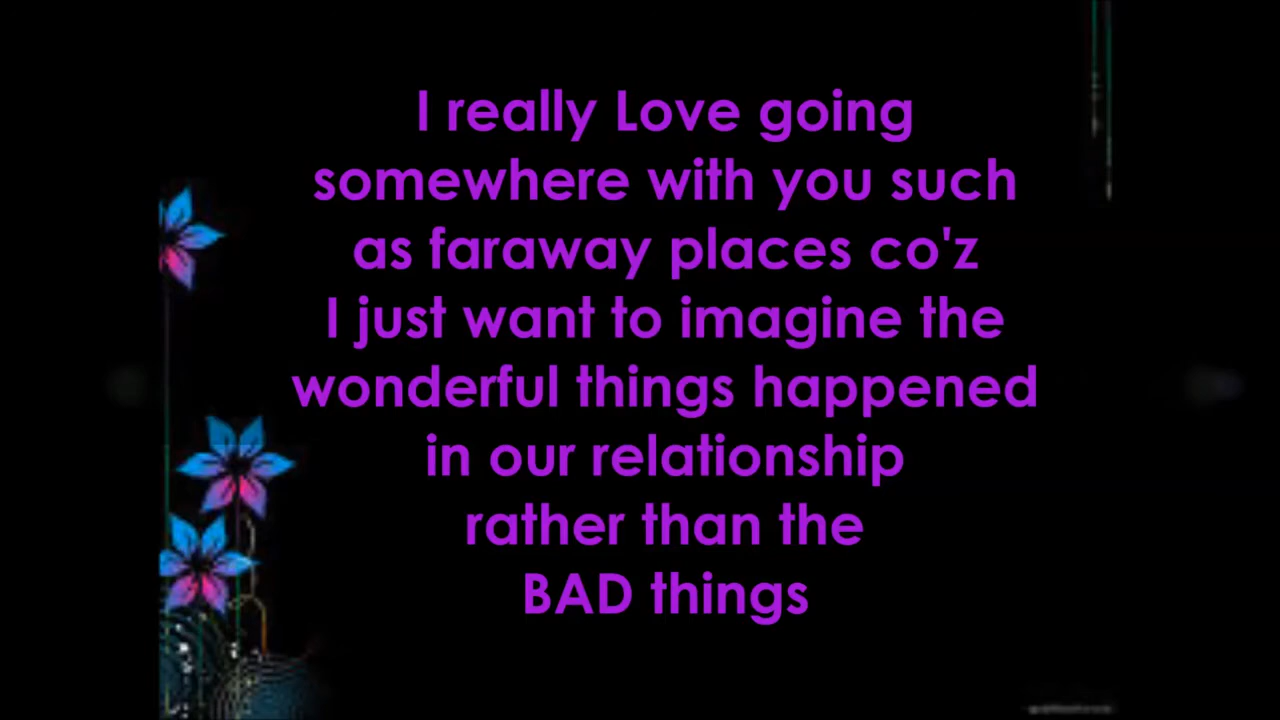 I really Love going
somewhere with you such
as faraway places co'z
I just want to imagine the
wonderful things happened
in our relationship
rather than the
BAD things